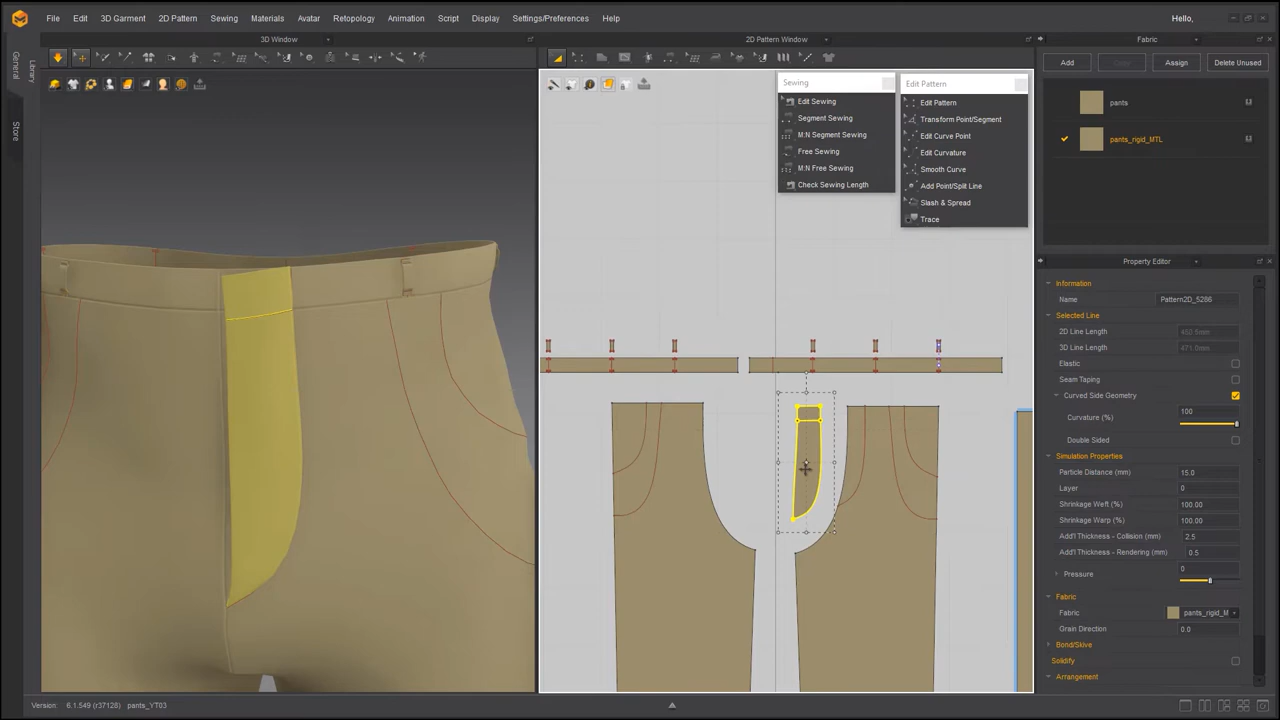 File Edit 3D Garment 2D Pattern Sewing Materials Avatar Retopology Animation Script Display Settings/Preferences Help Hello,
3D Window 2D Pattern Window Fabric
General
Library
Store
Add Assign Delete Unused
pants
pants_rigid_MTL
Sewing
Edit Sewing
Segment Sewing
M:N Segment Sewing
Free Sewing
M:N Free Sewing
Check Sewing Length
Edit Pattern
Edit Pattern
Transform Point/Segment
Edit Curve Point
Edit Curvature
Smooth Curve
Add Point/Split Line
Slash & Spread
Trace
Property Editor
Information
Name Pattern2D_5286
Selected Line
2D Line Length 462.5mm
3D Line Length 471.0mm
Elastic
Seam Taping
Curved Side Geometry
Curvature (%) 100
Double Sided
Simulation Properties
Particle Distance (mm) 15.0
Layer 0
Shrinkage Weft (%) 100.00
Shrinkage Warp (%) 100.00
Add'l Thickness - Collision (mm) 2.5
Add'l Thickness - Rendering (mm) 0.5
Pressure 0
Fabric
Fabric pants_rigid_M
Grain Direction 0.0
Bond/Skive
Solidify
Arrangement
Version: 6.1.549 (r37128) pants_YT03